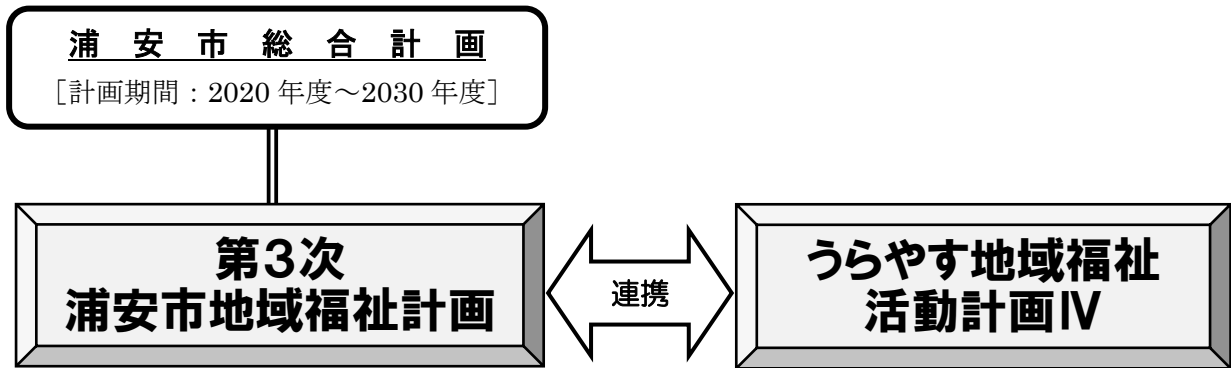 浦安市総合計画
［計画期間：2020年度～2030年度］
第3次
浦安市地域福祉計画
連携
うらやす地域福祉
活動計画Ⅳ